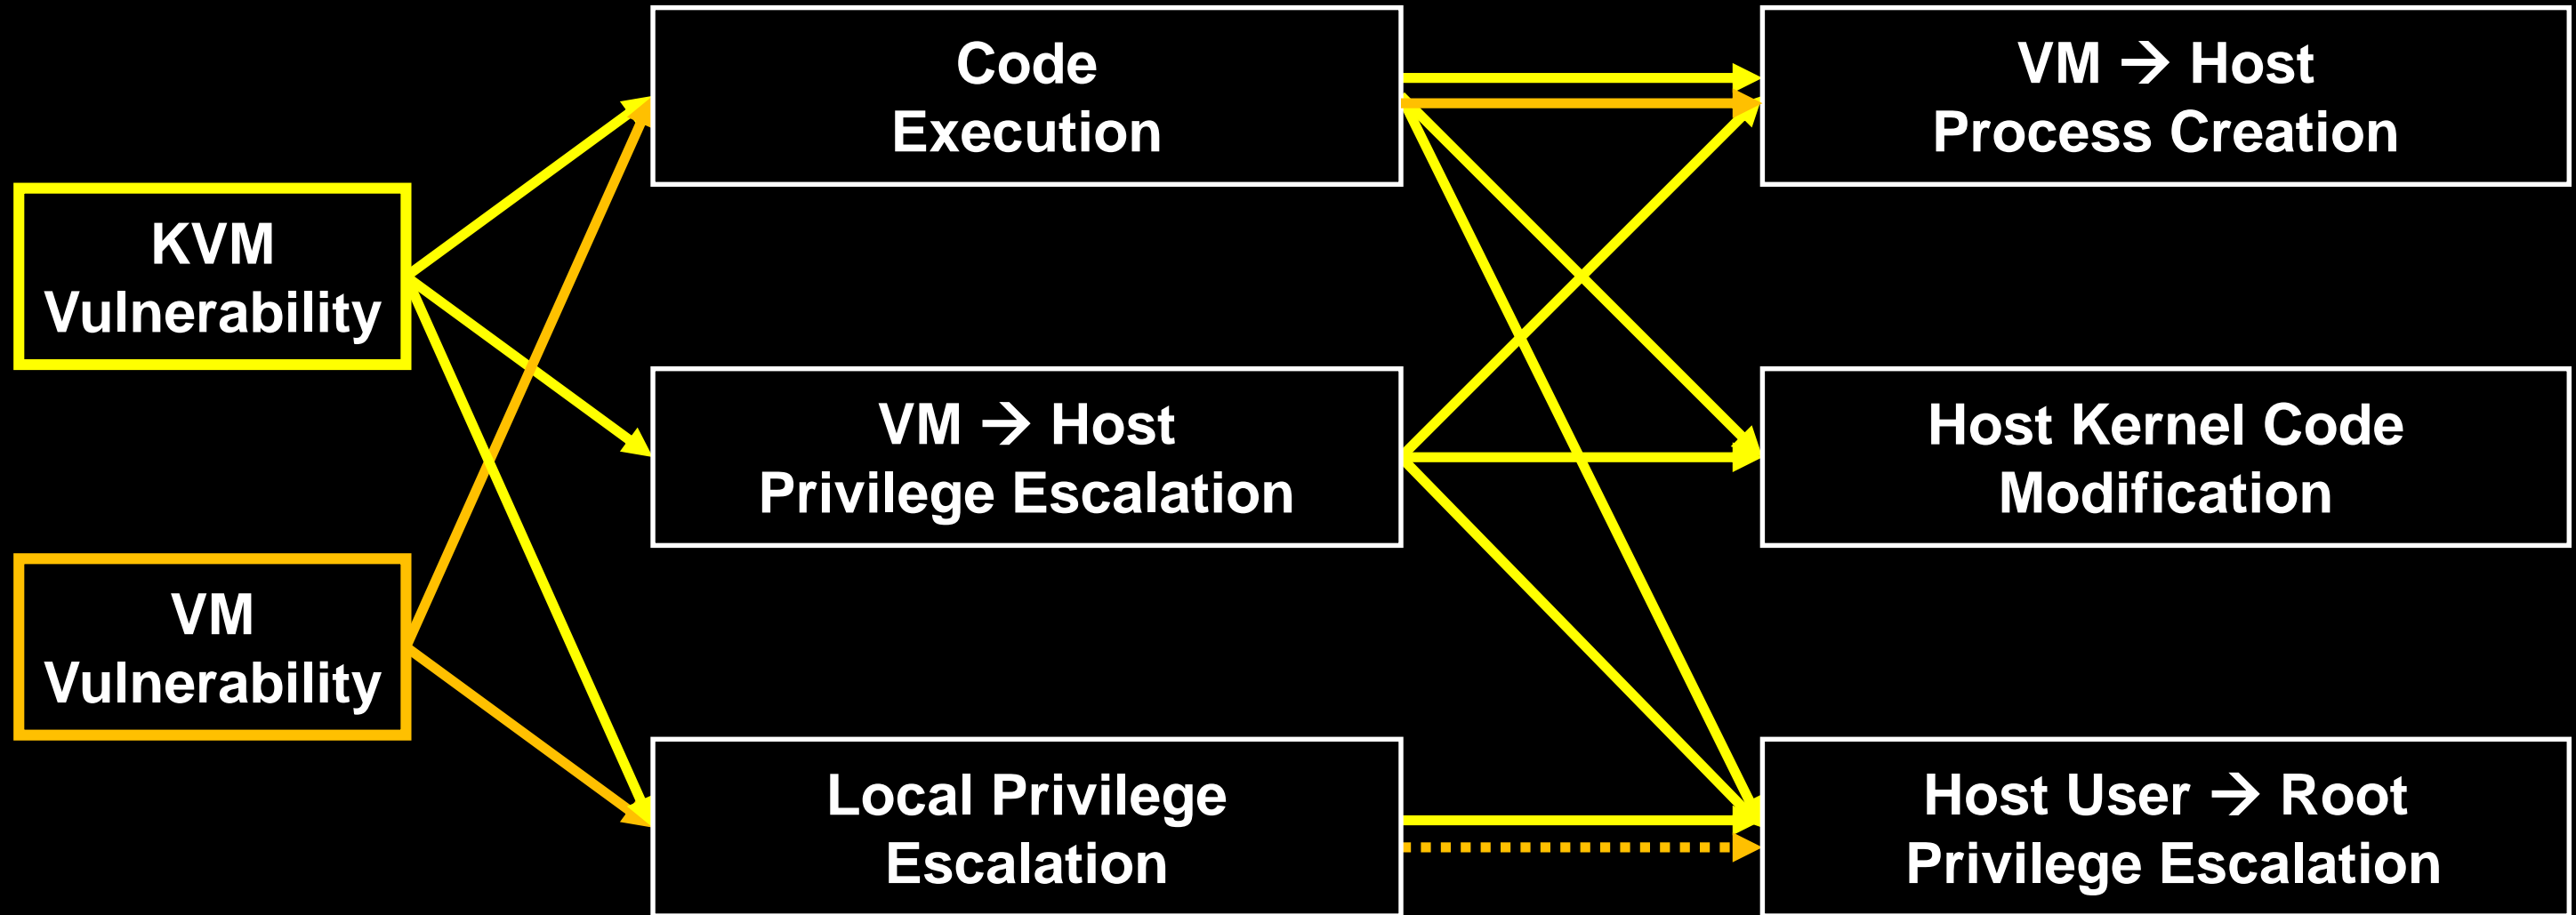 Code
Execution
VM → Host
Process Creation
KVM
Vulnerability
VM → Host
Privilege Escalation
Host Kernel Code
Modification
VM
Vulnerability
Local Privilege
Escalation
Host User → Root
Privilege Escalation